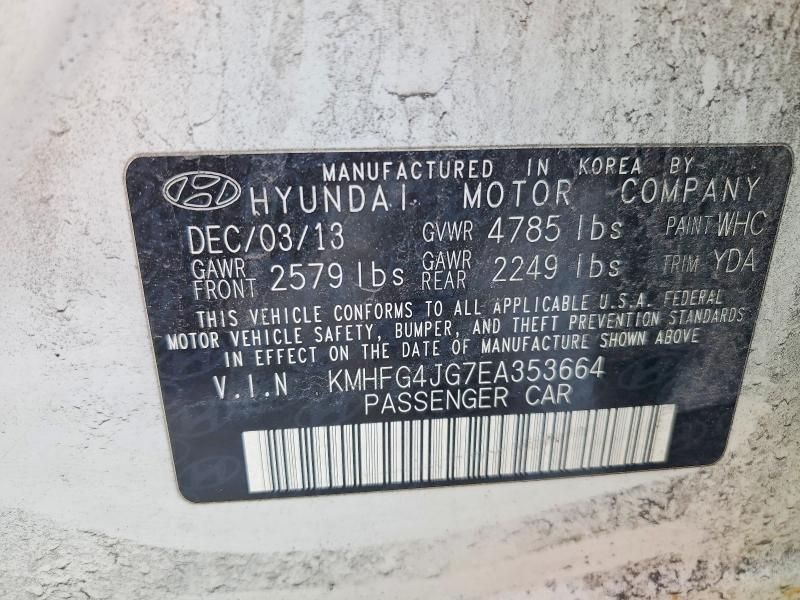 MANUFACTURED IN KOREA BY
HYUNDAI MOTOR COMPANY
DEC/03/13 GVWR 4785 lbs PAINT WHC
GAWR FRONT 2579 lbs GAWR REAR 2249 lbs TRIM YDA
THIS VEHICLE CONFORMS TO ALL APPLICABLE U.S.A. FEDERAL
MOTOR VEHICLE SAFETY, BUMPER, AND THEFT PREVENTION STANDARDS
IN EFFECT ON THE DATE OF MANUFACTURE SHOWN ABOVE
V.I.N KMHFG4JG7EA353664
PASSENGER CAR